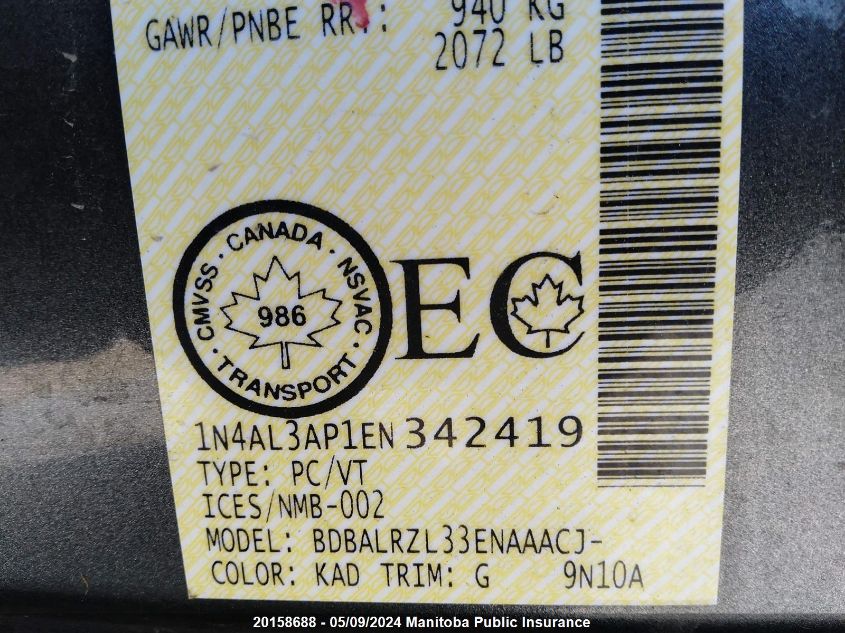 GAWR/PNBE RR.: 940 KG
2072 LB
CMVSS · CANADA · NSVAC · TRANSPORT
986
EC
1N4AL3AP1EN342419
TYPE: PC/VT
ICES/NMB-002
MODEL: BDBALRZL33ENAAACJ-
COLOR: KAD TRIM: G 9N10A
20158688 - 05/09/2024 Manitoba Public Insurance